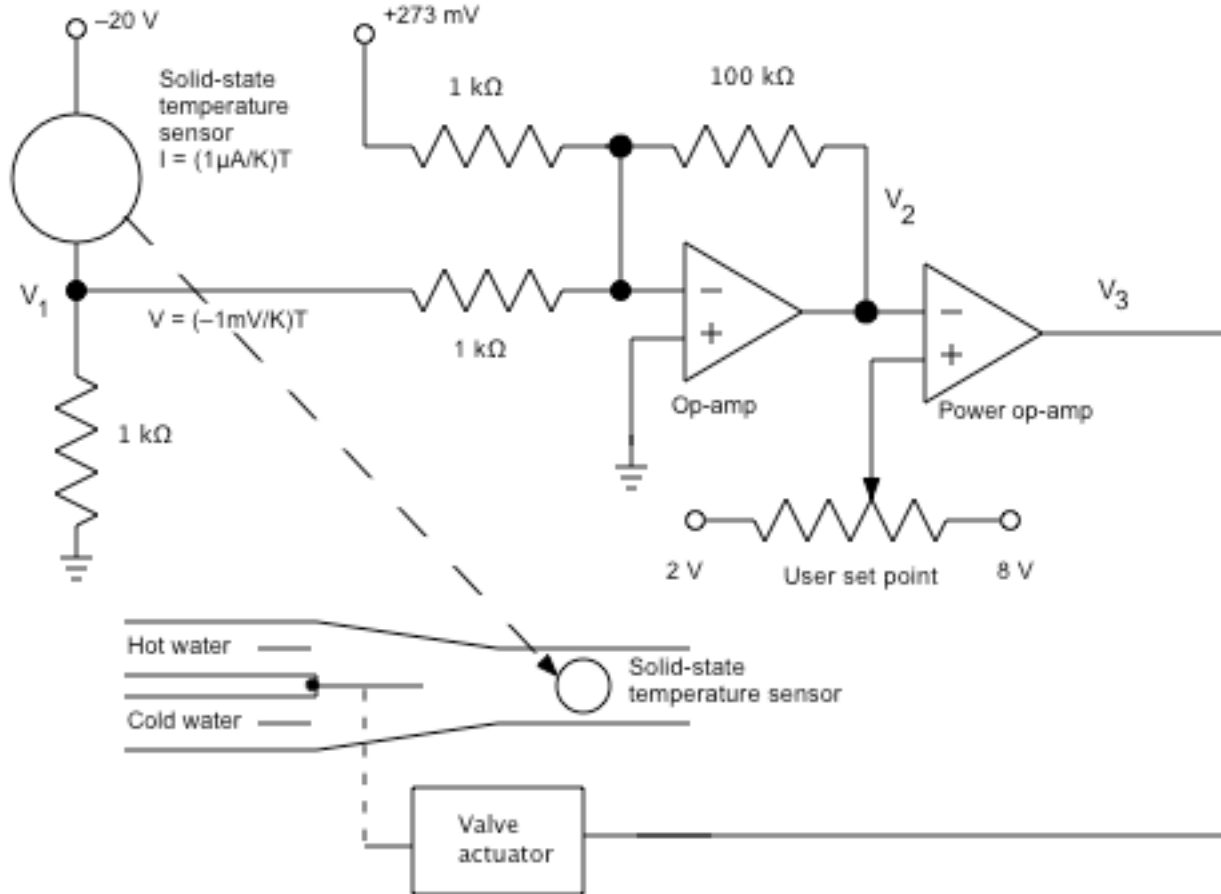 –20 V
+273 mV
Solid-state
temperature
sensor
I = (1µA/K)T
1 kΩ
100 kΩ
V2
V1
V = (–1mV/K)T
1 kΩ
–
+
Op-amp
–
+
Power op-amp
V3
1 kΩ
2 V
User set point
8 V
Hot water
Cold water
Solid-state
temperature sensor
Valve
actuator